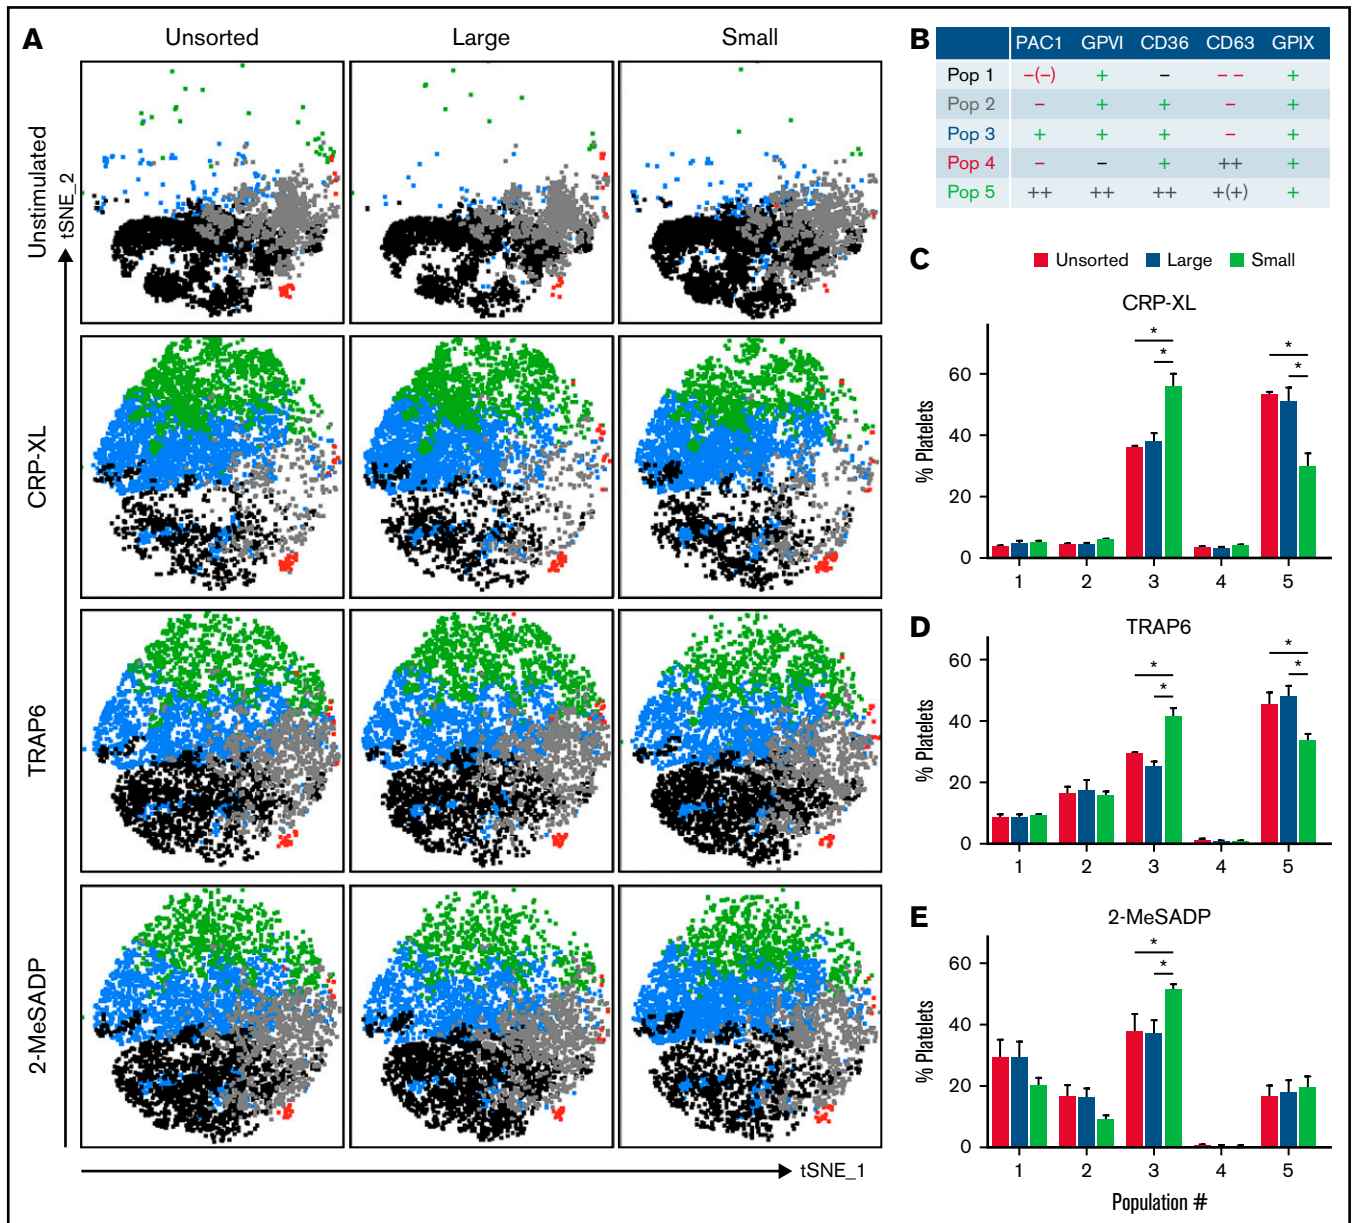 A
Unsorted
Large
Small
Unstimulated
CRP-XL
TRAP6
2-MeSADP
tSNE_2
tSNE_1
B
PAC1 GPVI CD36 CD63 GPIX
Pop 1 −(−) + − − − +
Pop 2 − + + − +
Pop 3 + + + − +
Pop 4 − − + ++ +
Pop 5 ++ ++ ++ +(+) +
C
Unsorted Large Small
CRP-XL
% Platelets
60
40
20
0
* * * *
1 2 3 4 5
D
TRAP6
% Platelets
60
40
20
0
* * * *
1 2 3 4 5
E
2-MeSADP
% Platelets
60
40
20
0
* *
1 2 3 4 5
Population #